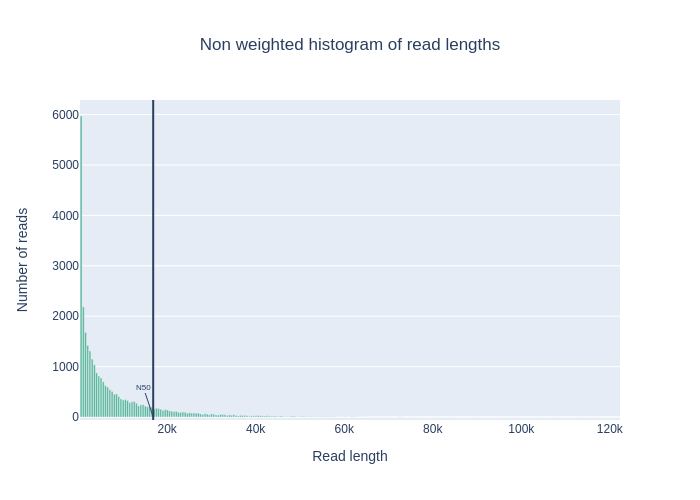 Non weighted histogram of read lengths
Number of reads
6000
5000
4000
3000
2000
1000
0
N50
20k 40k 60k 80k 100k 120k
Read length